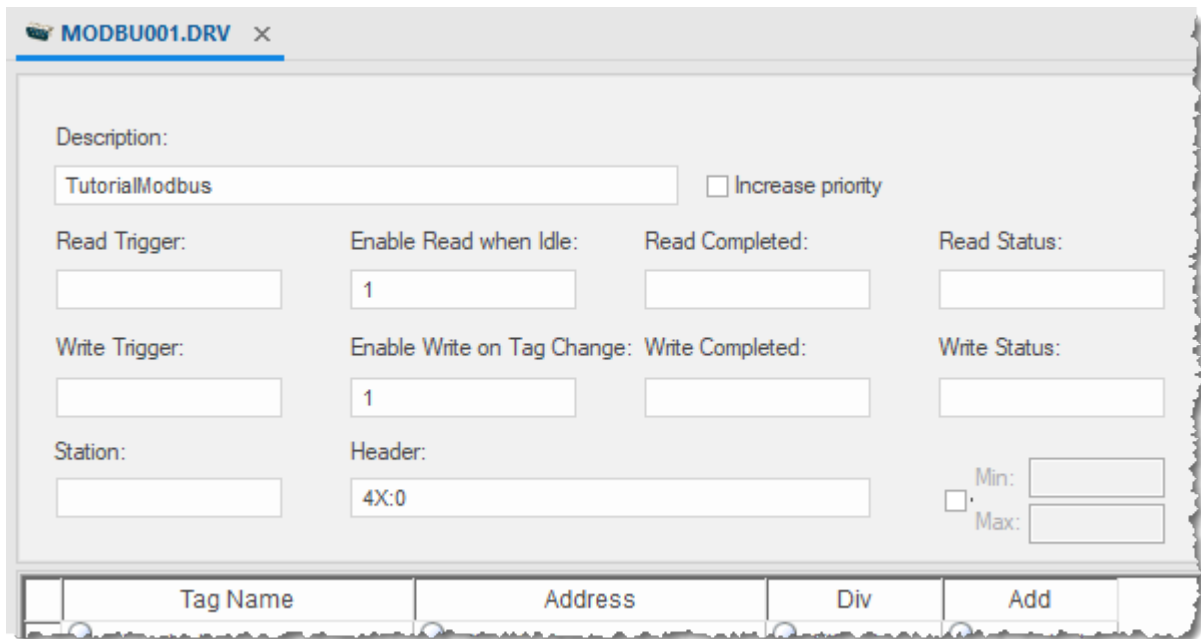 MODBU001.DRV
Description:
TutorialModbus
Increase priority
Read Trigger: Enable Read when Idle: Read Completed: Read Status:
1
Write Trigger: Enable Write on Tag Change: Write Completed: Write Status:
1
Station: Header:
4X:0
Min:
Max:
Tag Name Address Div Add